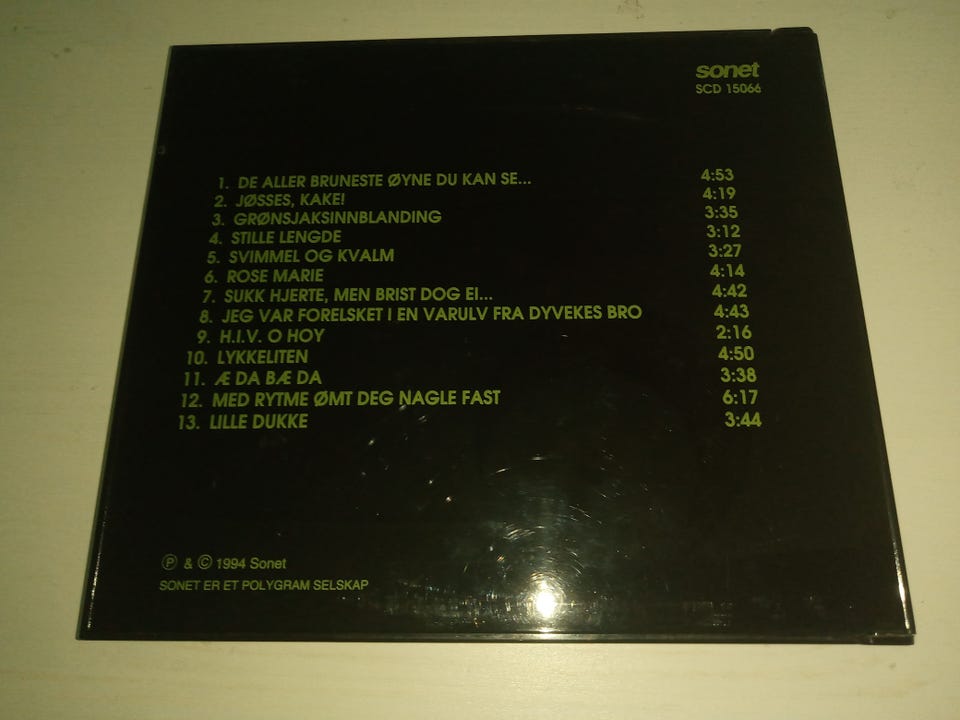 sonet
SCD 15066
1. DE ALLER BRUNESTE ØYNE DU KAN SE... 4:53
2. JØSSES, KAKE! 4:19
3. GRØNSJAKSINNBLANDING 3:35
4. STILLE LENGDE 3:12
5. SVIMMEL OG KVALM 3:27
6. ROSE MARIE 4:14
7. SUKK HJERTE, MEN BRIST DOG EI... 4:42
8. JEG VAR FORELSKET I EN VARULV FRA DYVEKES BRO 4:43
9. H.I.V. O HOY 2:16
10. LYKKELITEN 4:50
11. Æ DA BÆ DA 3:38
12. MED RYTME ØMT DEG NAGLE FAST 6:17
13. LILLE DUKKE 3:44
Ⓟ & © 1994 Sonet
SONET ER ET POLYGRAM SELSKAP